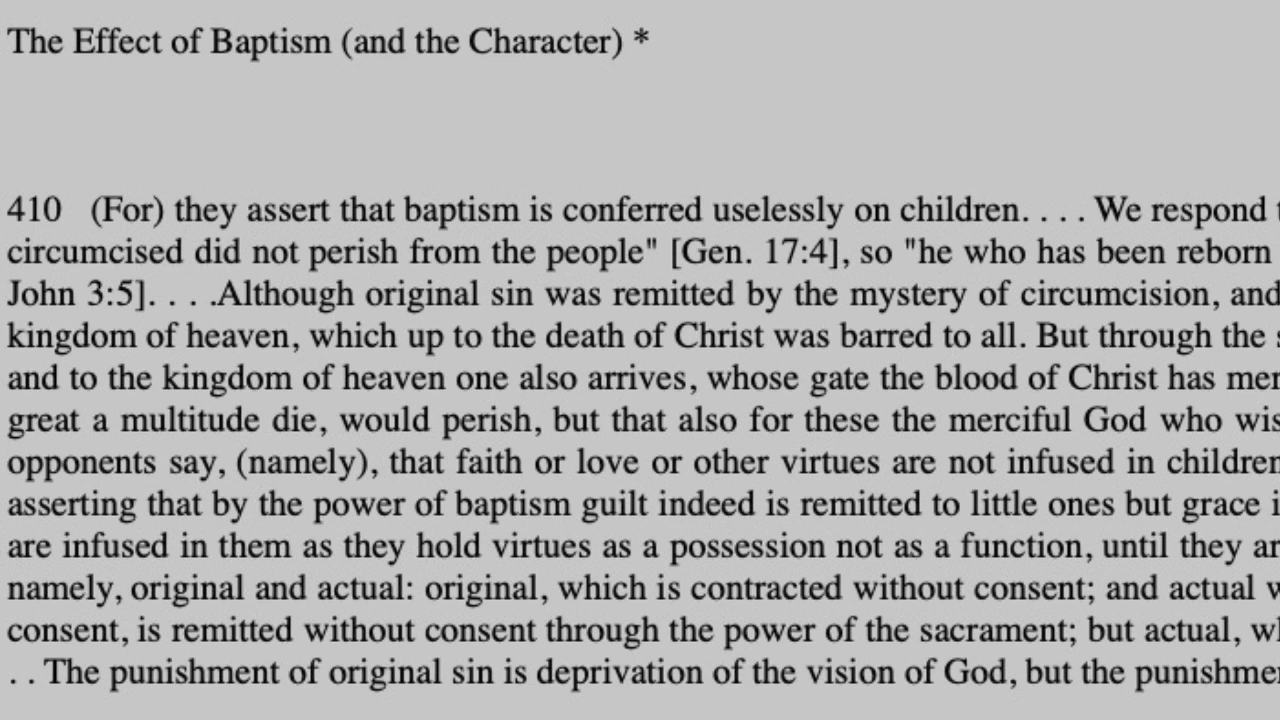 The Effect of Baptism (and the Character) *
410 (For) they assert that baptism is conferred uselessly on children. . . . We respond
circumcised did not perish from the people" [Gen. 17:4], so "he who has been reborn
John 3:5]. . . .Although original sin was remitted by the mystery of circumcision, and
kingdom of heaven, which up to the death of Christ was barred to all. But through the
and to the kingdom of heaven one also arrives, whose gate the blood of Christ has
great a multitude die, would perish, but that also for these the merciful God who
opponents say, (namely), that faith or love or other virtues are not infused in children
asserting that by the power of baptism guilt indeed is remitted to little ones but grace
are infused in them as they hold virtues as a possession not as a function, until they
namely, original and actual: original, which is contracted without consent; and actual
consent, is remitted without consent through the power of the sacrament; but actual,
. . The punishment of original sin is deprivation of the vision of God, but the